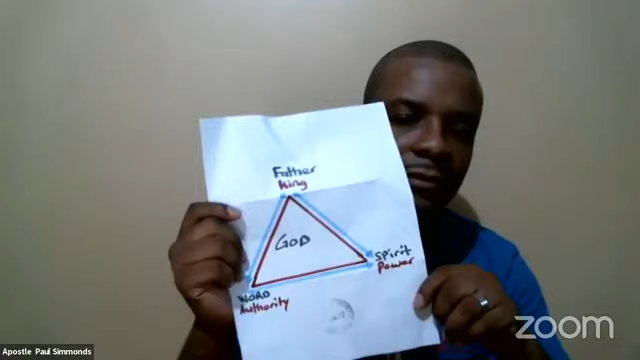 Father
King
GOD
Spirit
Power
WORD
Authority
zoom
Apostle Paul Simmonds